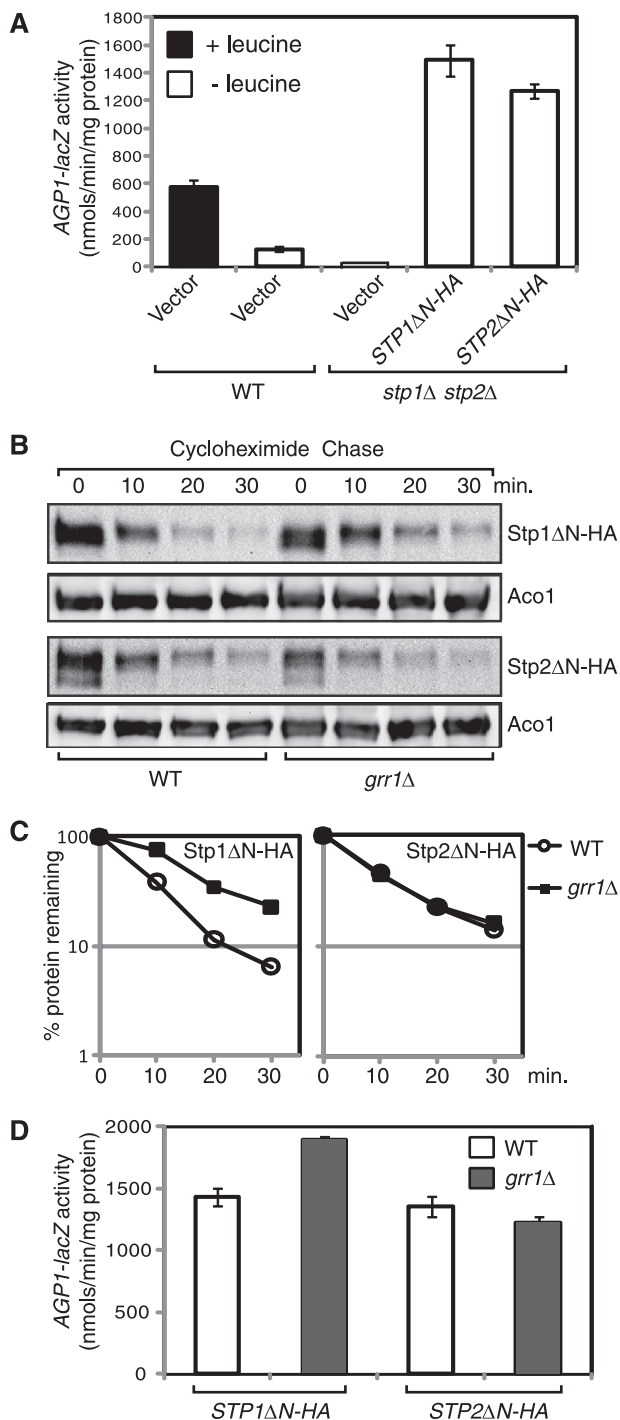 A
AGP1-lacZ activity
(nmols/min/mg protein)
1800
1600
1400
1200
1000
800
600
400
200
0
+ leucine
- leucine
Vector
Vector
Vector
STP1ΔN-HA
STP2ΔN-HA
WT
stp1Δ stp2Δ
B
Cycloheximide Chase
0 10 20 30 0 10 20 30 min.
Stp1ΔN-HA
Aco1
Stp2ΔN-HA
Aco1
WT
grr1Δ
C
% protein remaining
100
10
1
Stp1ΔN-HA
Stp2ΔN-HA
WT
grr1Δ
0 10 20 30 0 10 20 30 min.
D
AGP1-lacZ activity
(nmols/min/mg protein)
2000
1500
1000
500
0
WT
grr1Δ
STP1ΔN-HA
STP2ΔN-HA